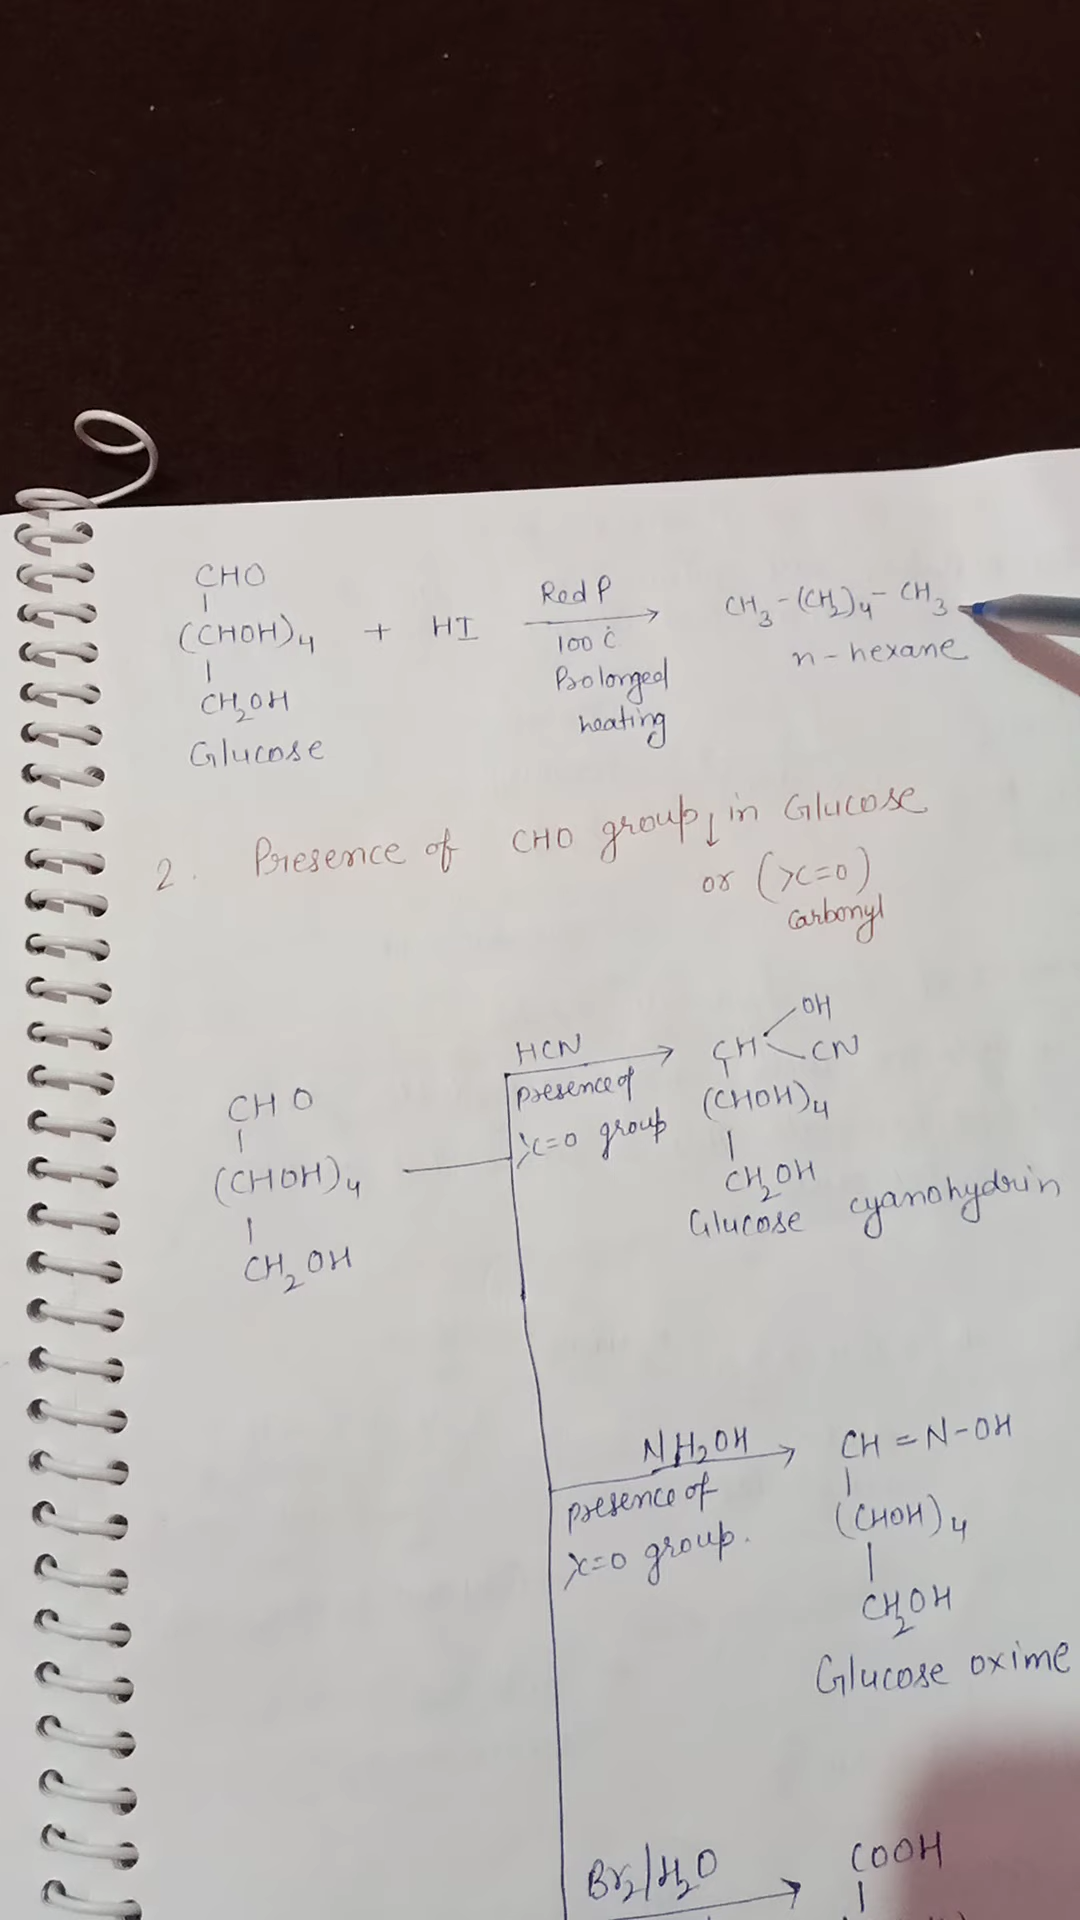 CHO
(CHOH)4 + HI Red P CH3-(CH2)4-CH3
100°C n-hexane
Prolonged
heating
CH2OH
Glucose
2. Presence of CHO group, in Glucose
or (>C=O)
Carbonyl
HCN
presence of
>C=O group
CHO
(CHOH)4
CH2OH
CH OH
CN
(CHOH)4
CH2OH
Glucose cyanohydrin
NH2OH
presence of
>C=O group.
CH=N-OH
(CHOH)4
CH2OH
Glucose oxime
Br2/H2O
COOH